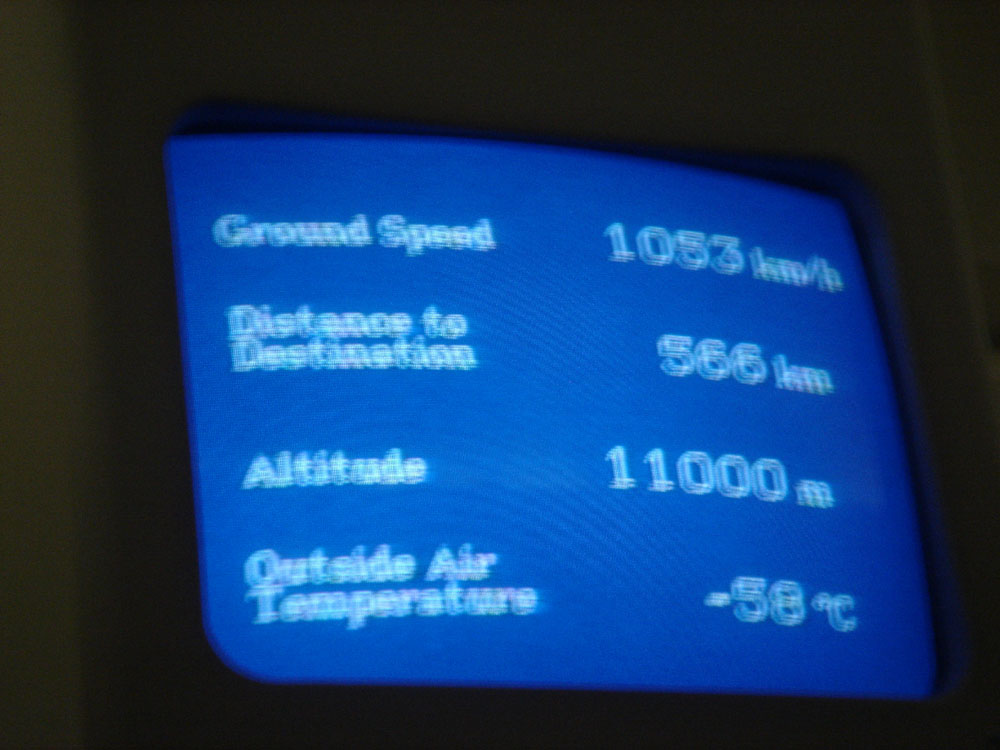 Ground Speed 1053 km/h
Distance to
Destination 566 km
Altitude 11000 m
Outside Air
Temperature -58 °C